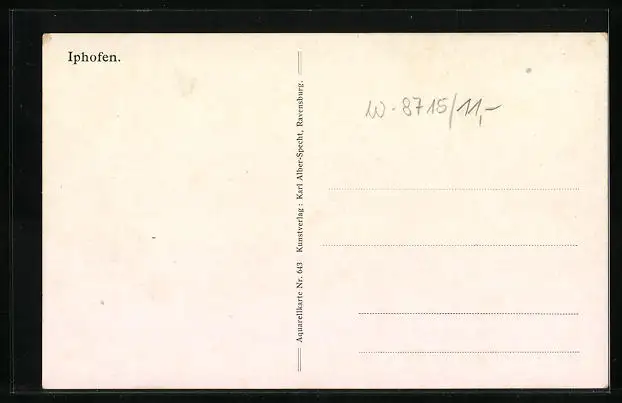 Iphofen.
Aquarellkarte Nr. 643 Kunstverlag: Karl Alber-Specht, Ravensburg.
W-8715/11,-